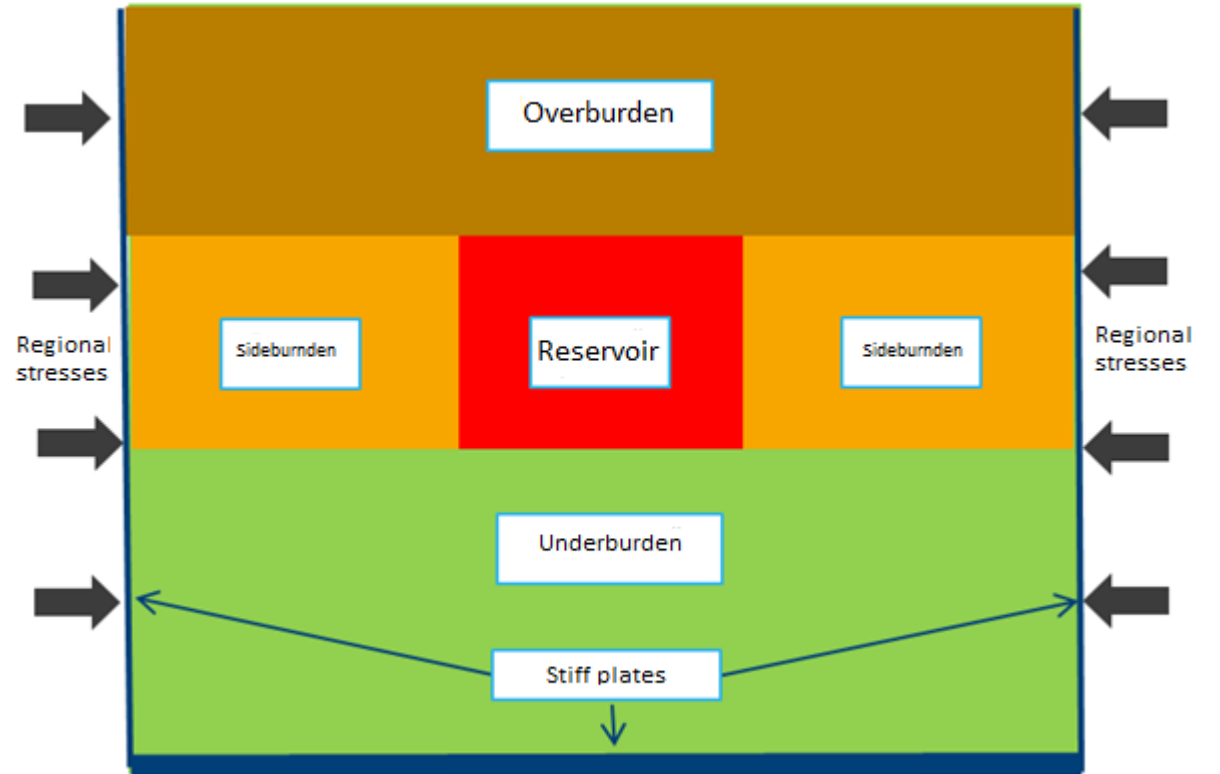 Overburden
Regional
stresses
Sideburnden
Reservoir
Sideburnden
Regional
stresses
Underburden
Stiff plates